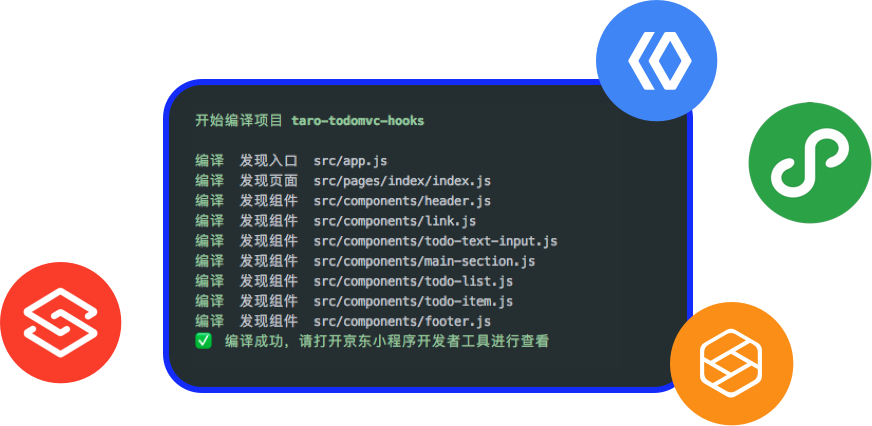 开始编译项目 taro-todomvc-hooks
编译 发现入口 src/app.js
编译 发现页面 src/pages/index/index.js
编译 发现组件 src/components/header.js
编译 发现组件 src/components/link.js
编译 发现组件 src/components/todo-text-input.js
编译 发现组件 src/components/main-section.js
编译 发现组件 src/components/todo-list.js
编译 发现组件 src/components/todo-item.js
编译 发现组件 src/components/footer.js
✅ 编译成功，请打开京东小程序开发者工具进行查看